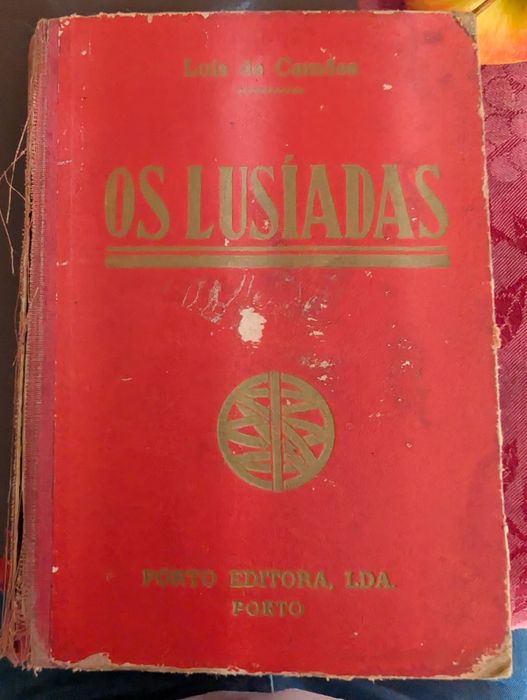 Luís de Camões
OS LUSÍADAS
PORTO EDITORA, LDA.
PORTO